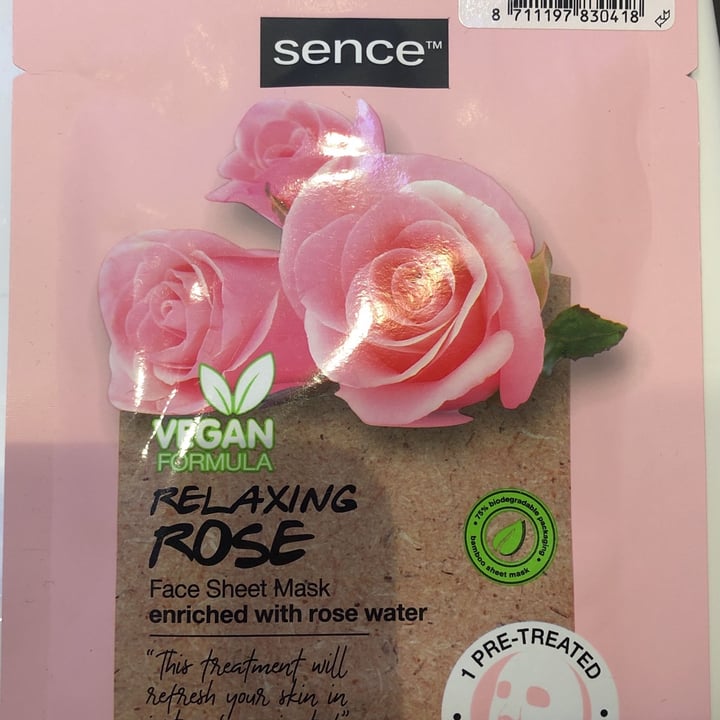 8 711197 830418
sence™
VEGAN
FORMULA
RELAXING
ROSE
Face Sheet Mask
enriched with rose water
75% biodegradable packaging
bamboo sheet mask
"This treatment will
refresh your skin in
1 PRE-TREATED